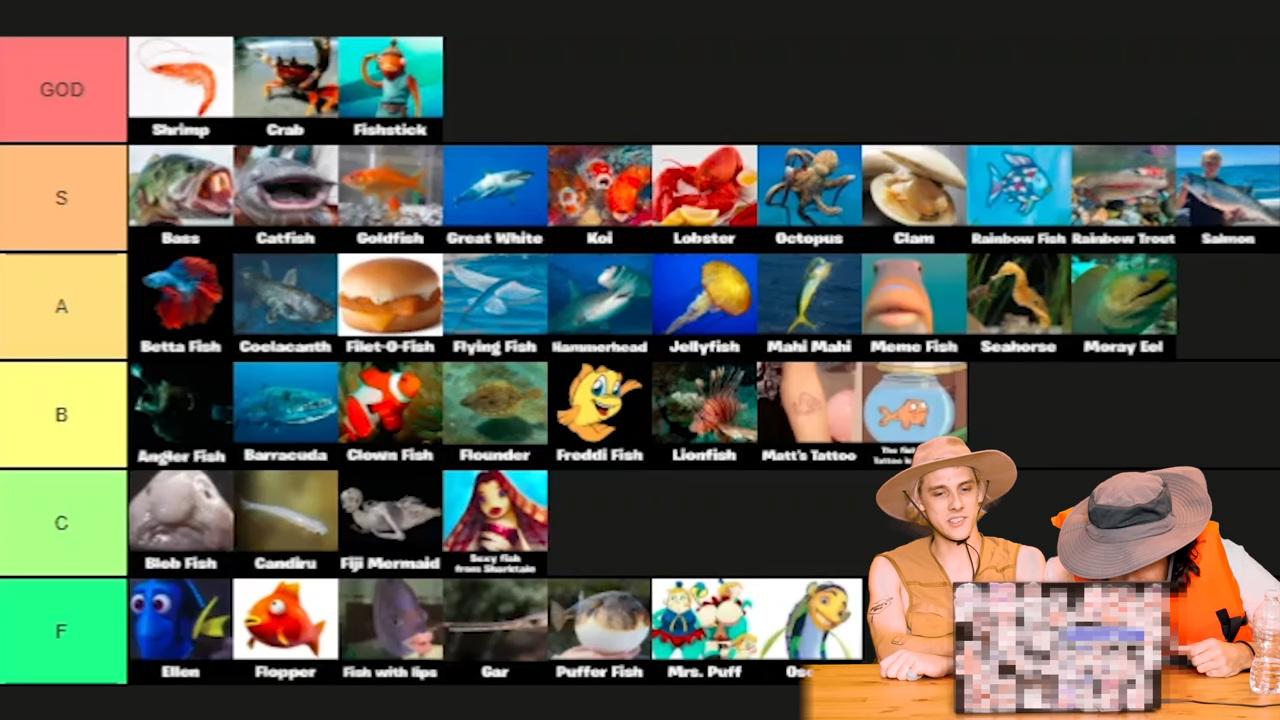 GOD
Shrimp
Crab
Fishstick
S
Bass
Catfish
Goldfish
Great White
Koi
Lobster
Octopus
Clam
Rainbow Fish
Rainbow Trout
Salmon
A
Betta Fish
Coelacanth
Filet-O-Fish
Flying Fish
Hammerhead
Jellyfish
Mahi Mahi
Meme Fish
Seahorse
Moray Eel
B
Angler Fish
Barracuda
Clown Fish
Flounder
Freddi Fish
Lionfish
Matt's Tattoo
The
Tattoo
C
Blob Fish
Candiru
Fiji Mermaid
Sexy fish
from Sharktale
F
Ellen
Flopper
Fish with lips
Gar
Puffer Fish
Mrs. Puff
Os